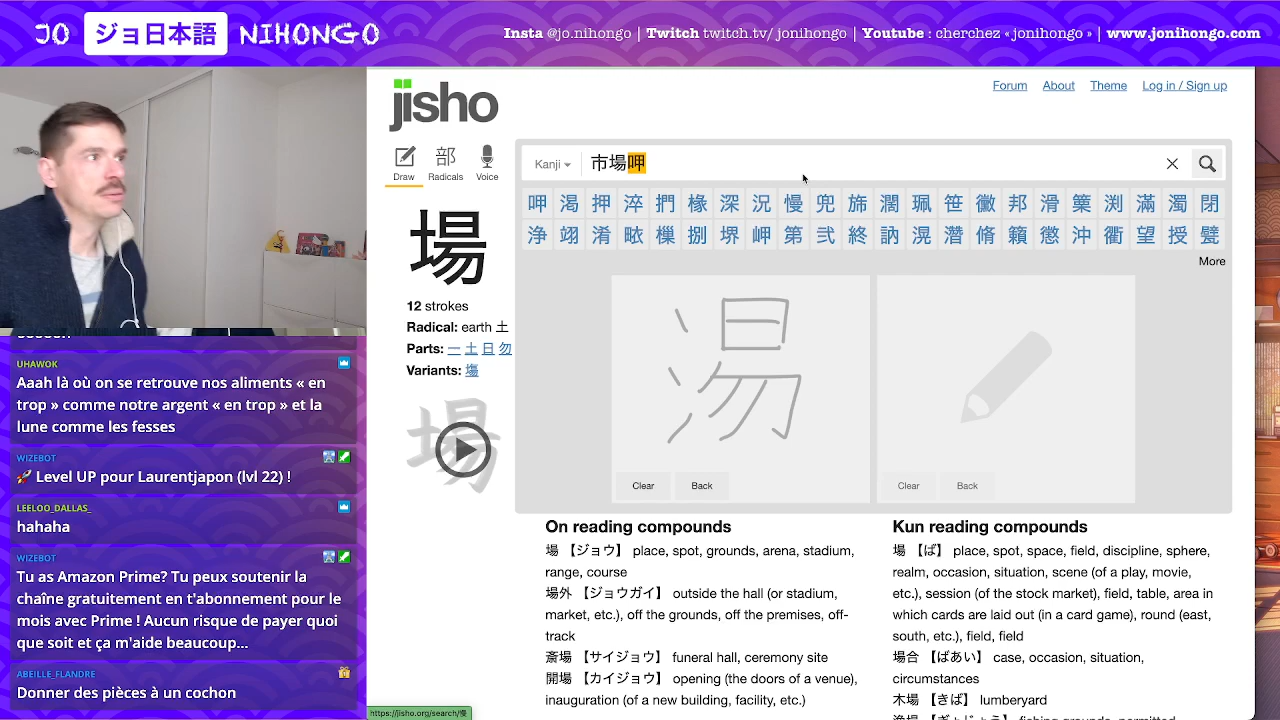 JO ジョ日本語 NIHONGO
Insta @jo.nihongo | Twitch twitch.tv/ jonihongo | Youtube : cherchez « jonihongo » | www.jonihongo.com
jisho
Forum About Theme Log in / Sign up
Draw
部 Radicals
Voice
Kanji 市場呷
呷 渇 押 淬 捫 椽 深 況 慢 兜 旆 濶 珮 笹 黴 邦 滑 篥 渕 滿 濁 閉
浄 翊 淆 畩 樔 捌 堺 岬 第 弐 終 訥 滉 濳 脩 籟 懲 沖 衢 望 授 甓
More
場
12 strokes
Radical: earth 土
Parts: 一 土 日 勿
Variants: 塲
場
Clear Back
Clear Back
On reading compounds
場 【ジョウ】 place, spot, grounds, arena, stadium,
range, course
場外 【ジョウガイ】 outside the hall (or stadium,
market, etc.), off the grounds, off the premises, off-
track
斎場 【サイジョウ】 funeral hall, ceremony site
開場 【カイジョウ】 opening (the doors of a venue),
inauguration (of a new building, facility, etc.)
Kun reading compounds
場 【ば】 place, spot, space, field, discipline, sphere,
realm, occasion, situation, scene (of a play, movie,
etc.), session (of the stock market), field, table, area in
which cards are laid out (in a card game), round (east,
south, etc.), field, field
場合 【ばあい】 case, occasion, situation,
circumstances
木場 【きば】 lumberyard
UHAWOK
Aaah là où on se retrouve nos aliments « en
trop » comme notre argent « en trop » et la
lune comme les fesses
WIZEBOT
🚀 Level UP pour Laurentjapon (lvl 22) !
LEELOO_DALLAS_
hahaha
WIZEBOT
Tu as Amazon Prime? Tu peux soutenir la
chaîne gratuitement en t'abonnement pour le
mois avec Prime ! Aucun risque de payer quoi
que soit et ça m'aide beaucoup...
ABEILLE_FLANDRE
Donner des pièces à un cochon